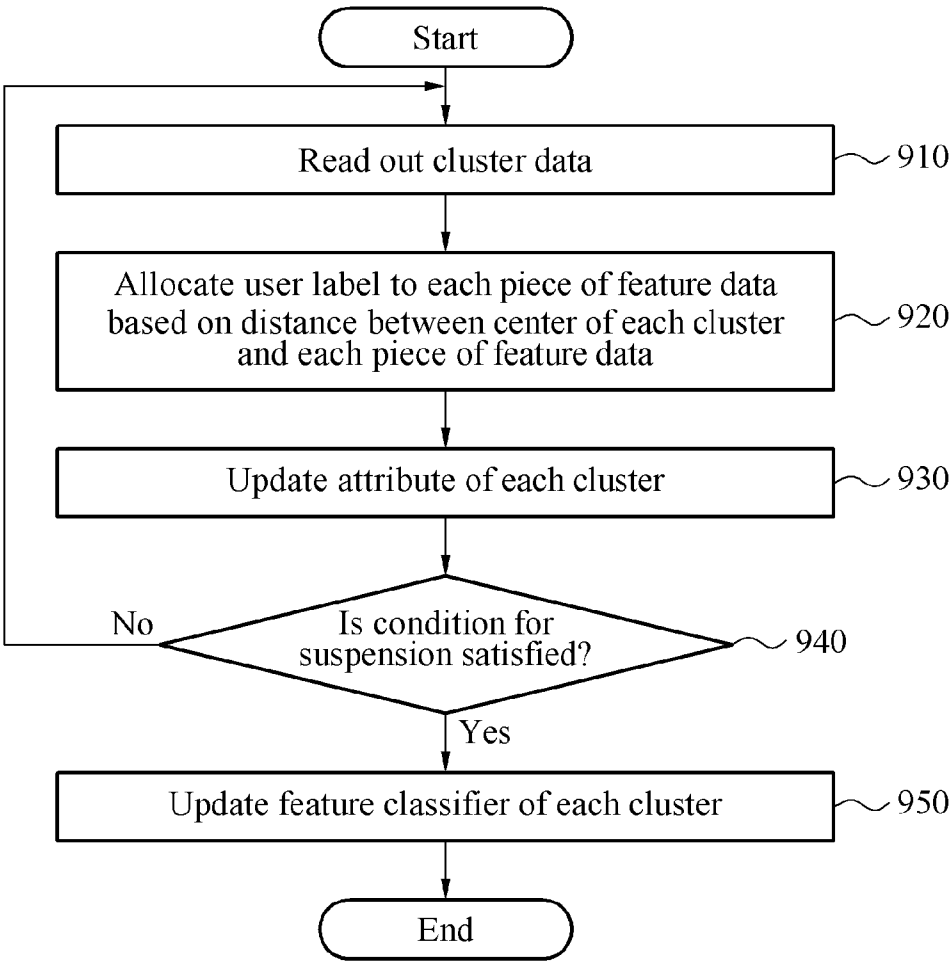 Start
Read out cluster data
910
Allocate user label to each piece of feature data
based on distance between center of each cluster
and each piece of feature data
920
Update attribute of each cluster
930
No
Is condition for
suspension satisfied?
940
Yes
Update feature classifier of each cluster
950
End